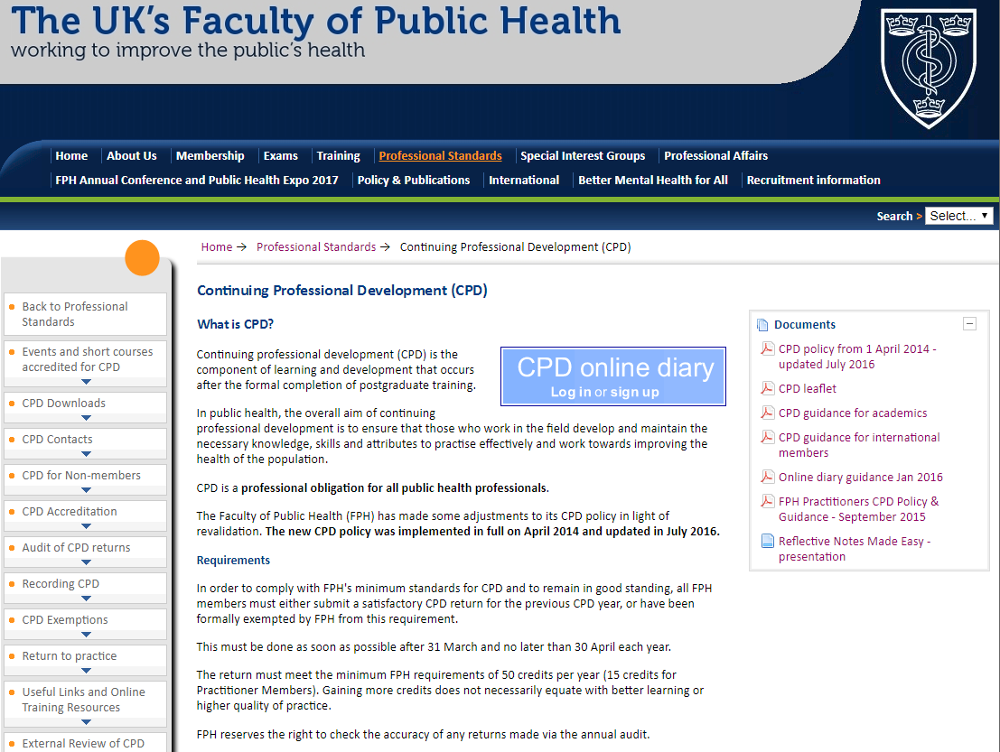 The UK's Faculty of Public Health
working to improve the public's health
Home
About Us
Membership
Exams
Training
Professional Standards
Special Interest Groups
Professional Affairs
FPH Annual Conference and Public Health Expo 2017
Policy & Publications
International
Better Mental Health for All
Recruitment information
Search >
Select...
Home → Professional Standards → Continuing Professional Development (CPD)
Back to Professional
Standards
Events and short courses
accredited for CPD
CPD Downloads
CPD Contacts
CPD for Non-members
CPD Accreditation
Audit of CPD returns
Recording CPD
CPD Exemptions
Return to practice
Useful Links and Online
Training Resources
External Review of CPD
Continuing Professional Development (CPD)
What is CPD?
Continuing professional development (CPD) is the
component of learning and development that occurs
after the formal completion of postgraduate training.
CPD online diary
Log in or sign up
In public health, the overall aim of continuing
professional development is to ensure that those who work in the field develop and maintain the
necessary knowledge, skills and attributes to practise effectively and work towards improving the
health of the population.
CPD is a professional obligation for all public health professionals.
The Faculty of Public Health (FPH) has made some adjustments to its CPD policy in light of
revalidation. The new CPD policy was implemented in full on April 2014 and updated in July 2016.
Requirements
In order to comply with FPH's minimum standards for CPD and to remain in good standing, all FPH
members must either submit a satisfactory CPD return for the previous CPD year, or have been
formally exempted by FPH from this requirement.
This must be done as soon as possible after 31 March and no later than 30 April each year.
The return must meet the minimum FPH requirements of 50 credits per year (15 credits for
Practitioner Members). Gaining more credits does not necessarily equate with better learning or
higher quality of practice.
FPH reserves the right to check the accuracy of any returns made via the annual audit.
Documents
CPD policy from 1 April 2014 -
updated July 2016
CPD leaflet
CPD guidance for academics
CPD guidance for international
members
Online diary guidance Jan 2016
FPH Practitioners CPD Policy &
Guidance - September 2015
Reflective Notes Made Easy -
presentation